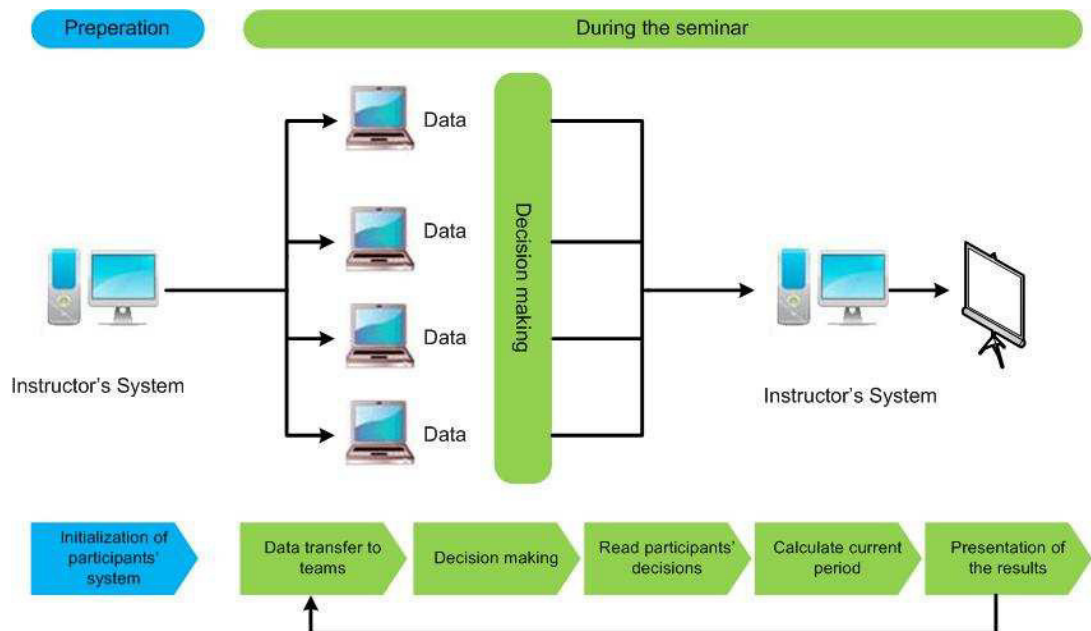 Preperation
During the seminar
Data
Data
Data
Data
Decision making
Instructor's System
Instructor's System
Initialization of
participants'
system
Data transfer to
teams
Decision making
Read participants'
decisions
Calculate current
period
Presentation of
the results